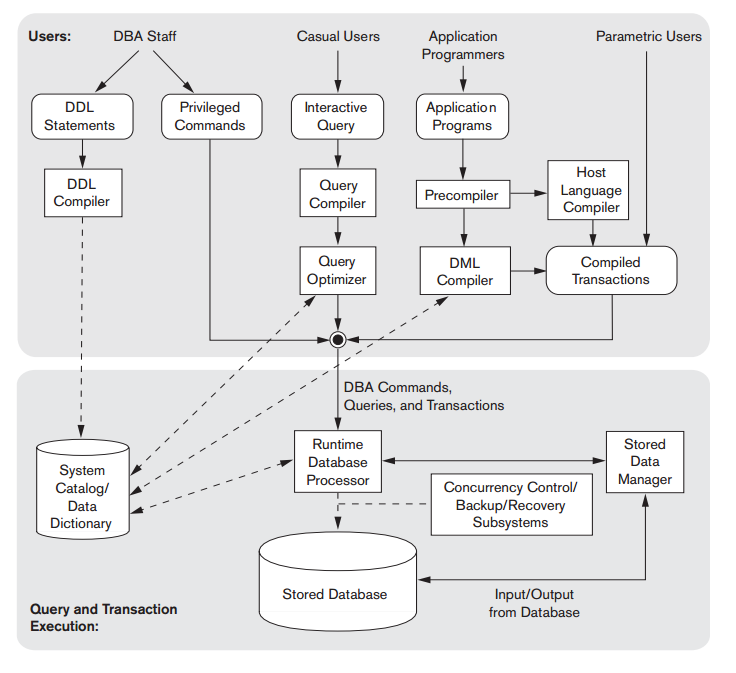 Users:
DBA Staff
Casual Users
Application
Programmers
Parametric Users
DDL
Statements
Privileged
Commands
Interactive
Query
Application
Programs
DDL
Compiler
Query
Compiler
Precompiler
Host
Language
Compiler
Query
Optimizer
DML
Compiler
Compiled
Transactions
DBA Commands,
Queries, and Transactions
System
Catalog/
Data
Dictionary
Runtime
Database
Processor
Stored
Data
Manager
Concurrency Control/
Backup/Recovery
Subsystems
Stored Database
Input/Output
from Database
Query and Transaction
Execution: